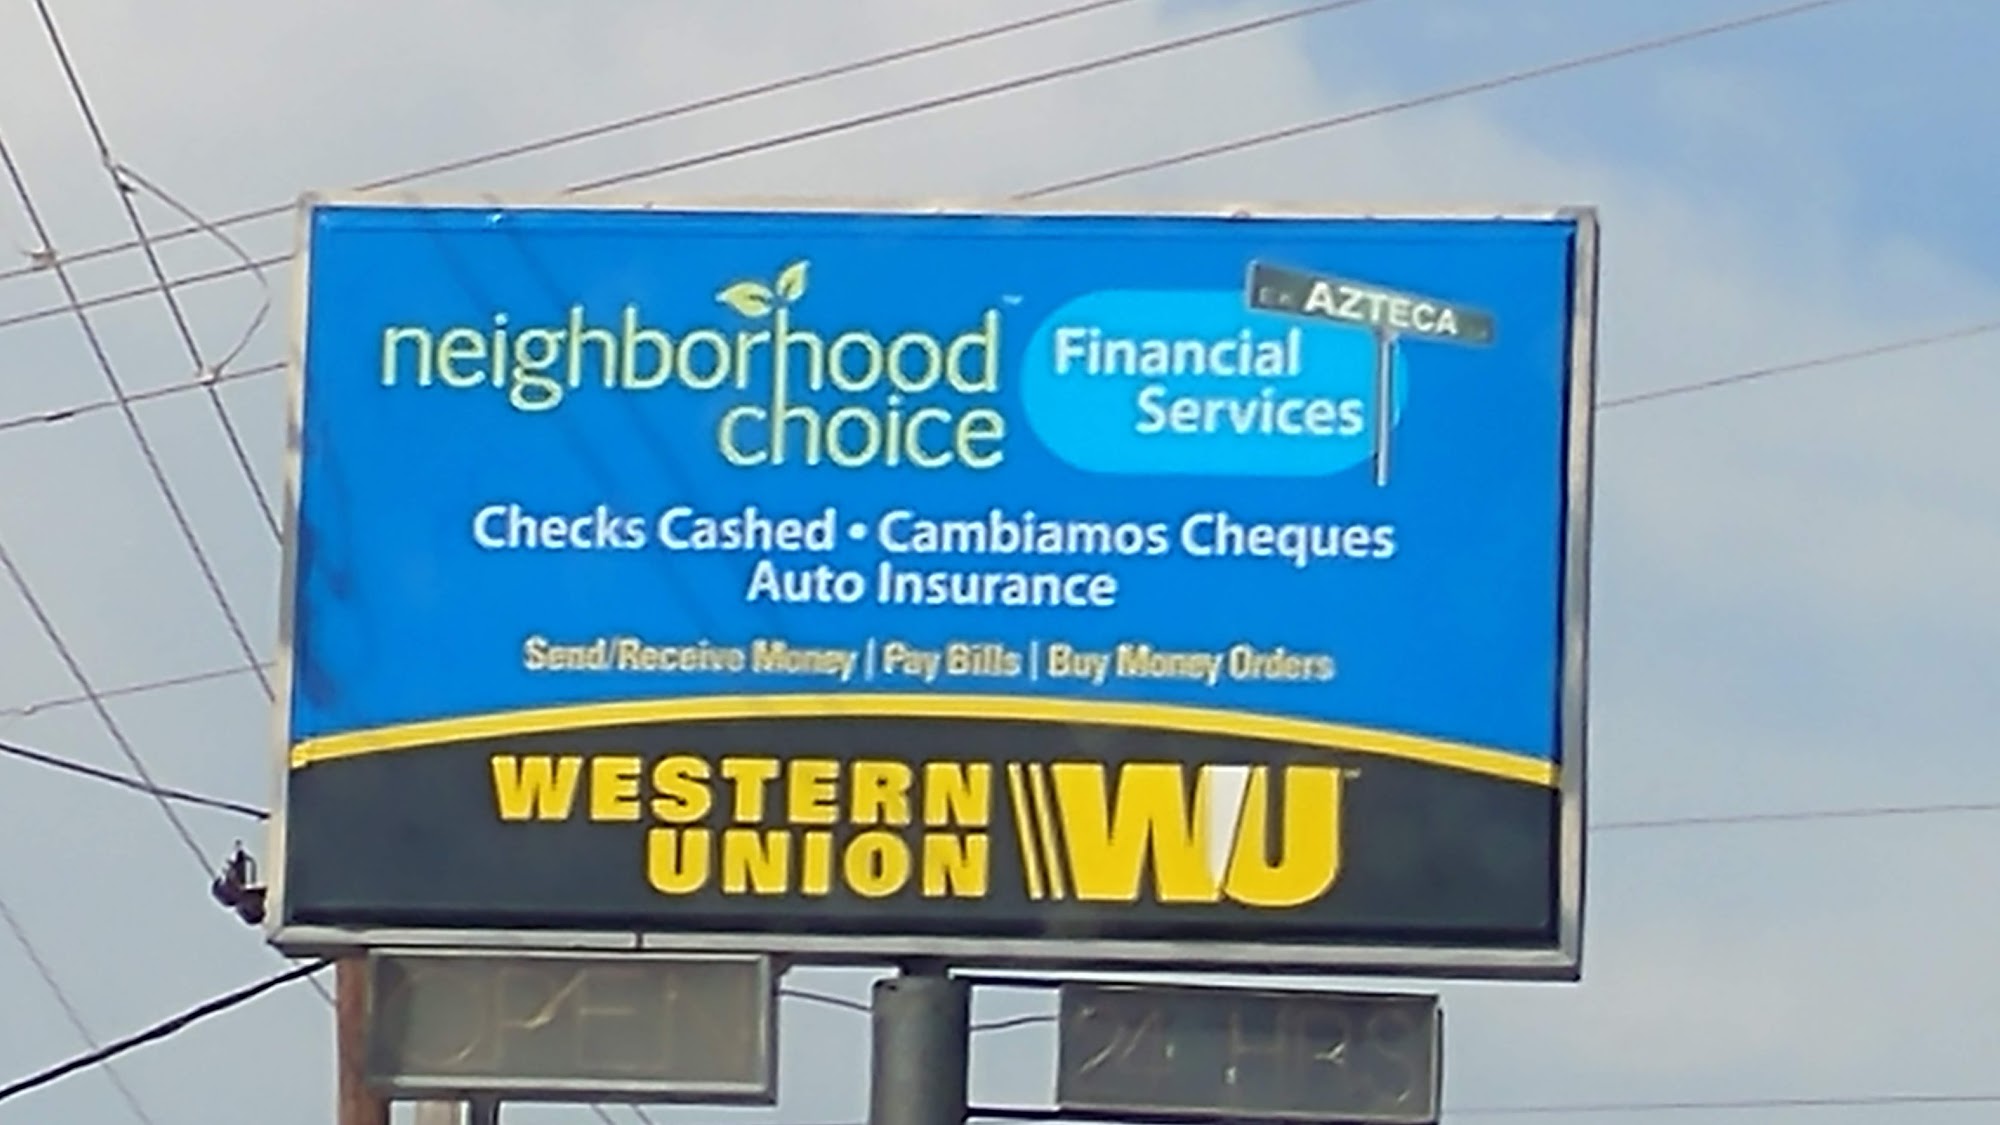 neighborhood
choice
Financial
Services
AZTECA
Checks Cashed • Cambiamos Cheques
Auto Insurance
Send/Receive Money | Pay Bills | Buy Money Orders
WESTERN
UNION
WU
OPEN
24 HRS